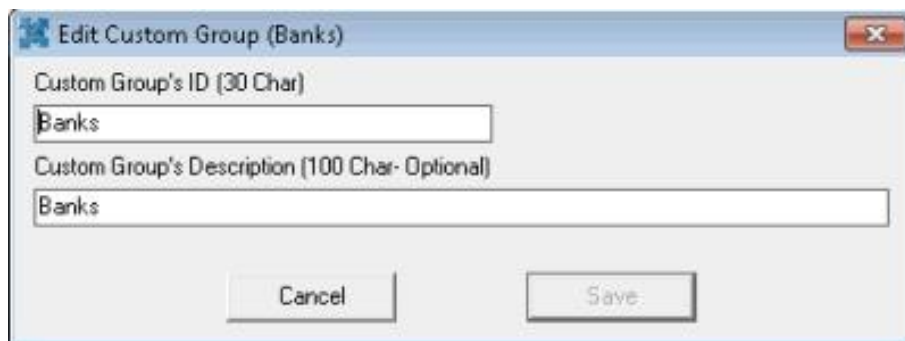 Edit Custom Group (Banks)
Custom Group's ID (30 Char)
Banks
Custom Group's Description (100 Char- Optional)
Banks
Cancel Save